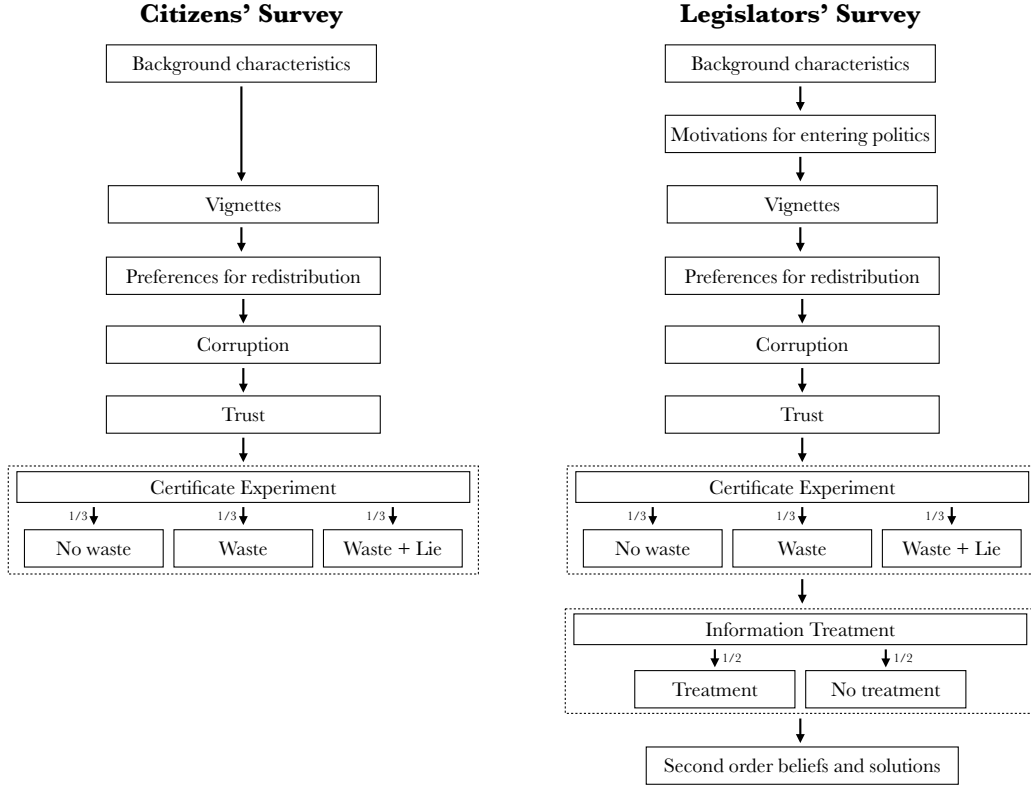 Citizens’ Survey
Background characteristics
Vignettes
Preferences for redistribution
Corruption
Trust
Certificate Experiment
1/3 1/3 1/3
No waste Waste Waste + Lie
Legislators’ Survey
Background characteristics
Motivations for entering politics
Vignettes
Preferences for redistribution
Corruption
Trust
Certificate Experiment
1/3 1/3 1/3
No waste Waste Waste + Lie
Information Treatment
1/2 1/2
Treatment No treatment
Second order beliefs and solutions